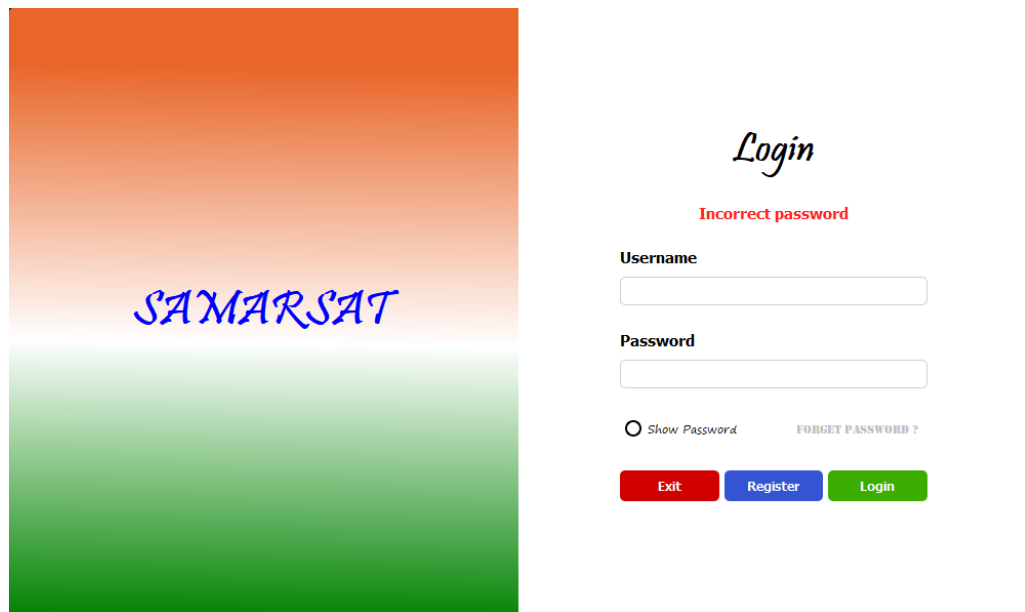 SAMARSAT
Login
Incorrect password
Username
Password
Show Password
FORGET PASSWORD ?
Exit
Register
Login